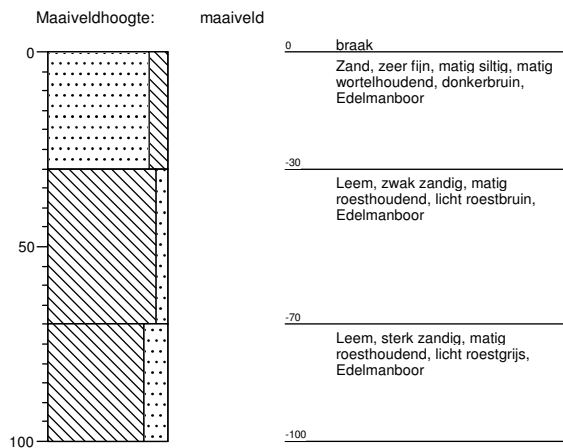 Maaiveldhoogte: maaiveld
0
0 braak
Zand, zeer fijn, matig siltig, matig
wortelhoudend, donkerbruin,
Edelmanboor
-30
Leem, zwak zandig, matig
roesthoudend, licht roestbruin,
Edelmanboor
50
-70
Leem, sterk zandig, matig
roesthoudend, licht roestgrijs,
Edelmanboor
100
-100